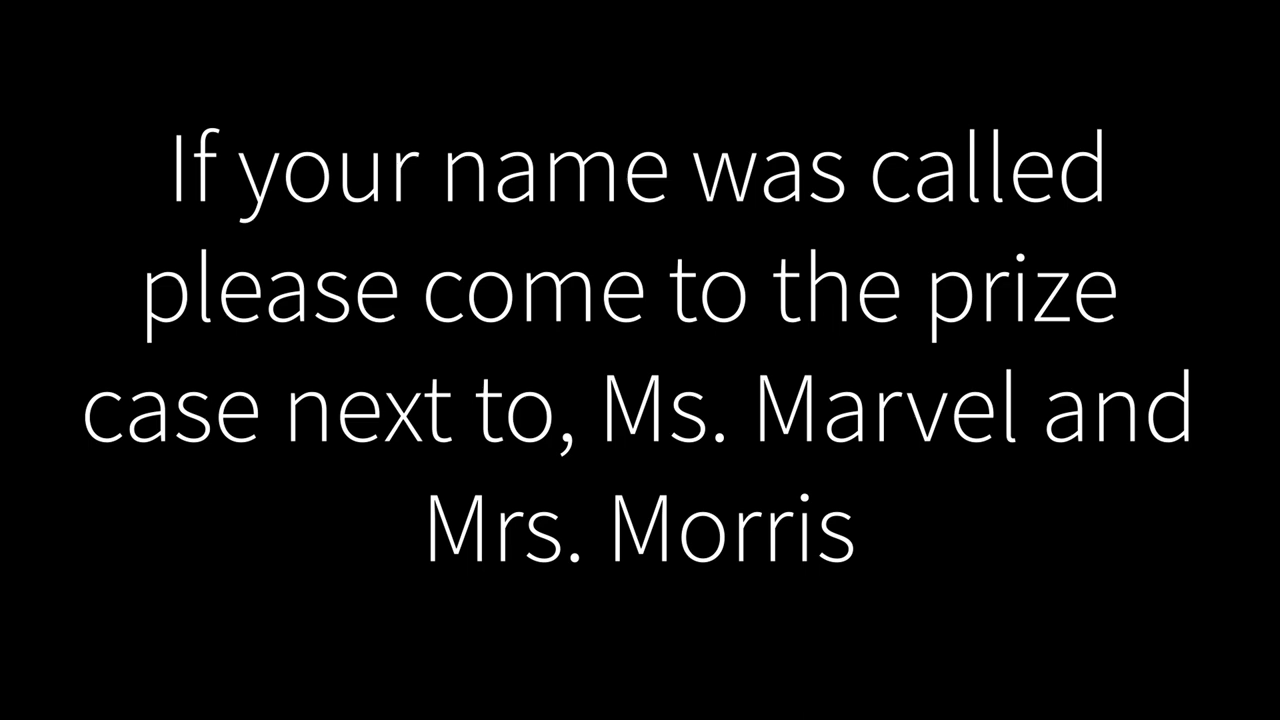 If your name was called
please come to the prize
case next to, Ms. Marvel and
Mrs. Morris